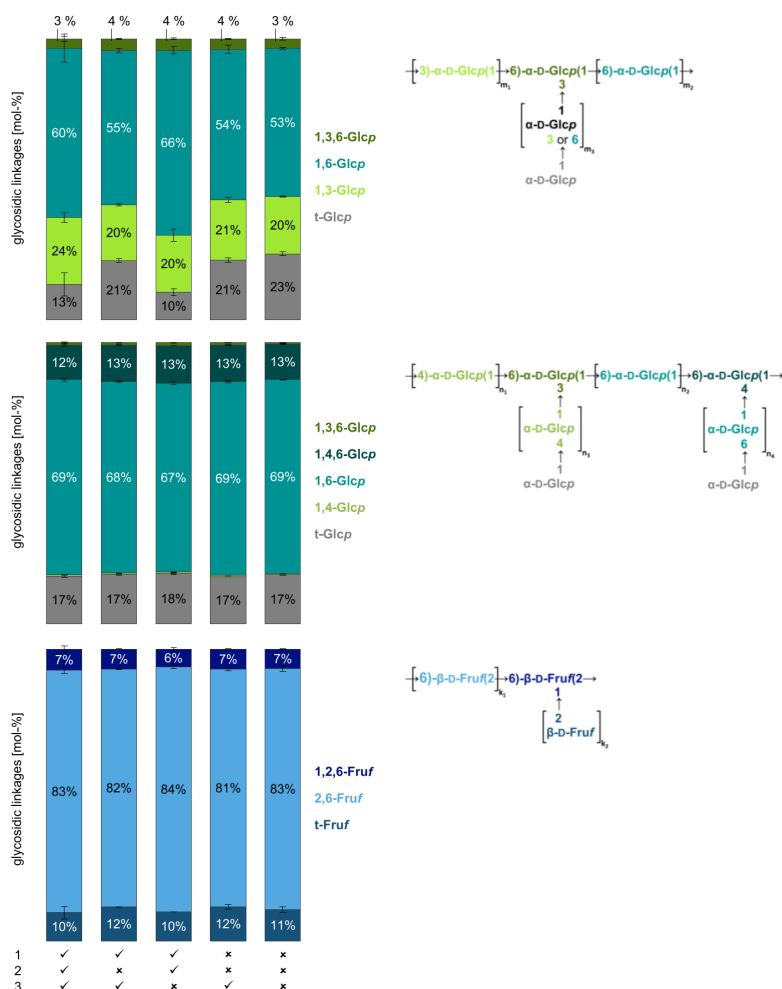 3 % 4 % 4 % 4 % 3 %
60% 55% 66% 54% 53%
24% 20% 20% 21% 20%
13% 21% 10% 21% 23%
glycosidic linkages [mol-%]
1,3,6-Glcp
1,6-Glcp
1,3-Glcp
t-Glcp
[3)-α-D-Glcp(1]m₁→6)-α-D-Glcp(1→[6)-α-D-Glcp(1]m₂→
3
↑
1
α-D-Glcp
3 or 6
m₃
↑
1
α-D-Glcp
12% 13% 13% 13% 13%
69% 68% 67% 69% 69%
17% 17% 18% 17% 17%
glycosidic linkages [mol-%]
1,3,6-Glcp
1,4,6-Glcp
1,6-Glcp
1,4-Glcp
t-Glcp
[4)-α-D-Glcp(1]n₁→6)-α-D-Glcp(1→[6)-α-D-Glcp(1]n₂→6)-α-D-Glcp(1→
3 4
↑ ↑
1 1
α-D-Glcp α-D-Glcp
4 6
n₃ n₄
↑ ↑
1 1
α-D-Glcp α-D-Glcp
7% 7% 6% 7% 7%
83% 82% 84% 81% 83%
10% 12% 10% 12% 11%
glycosidic linkages [mol-%]
1,2,6-Fruf
2,6-Fruf
t-Fruf
[6)-β-D-Fruf(2]k₁→6)-β-D-Fruf(2→
1
↑
2
β-D-Fruf
k₂
1 ✓ ✓ ✓ × ×
2 ✓ × ✓ × ×
3 ✓ ✓ × ✓ ×